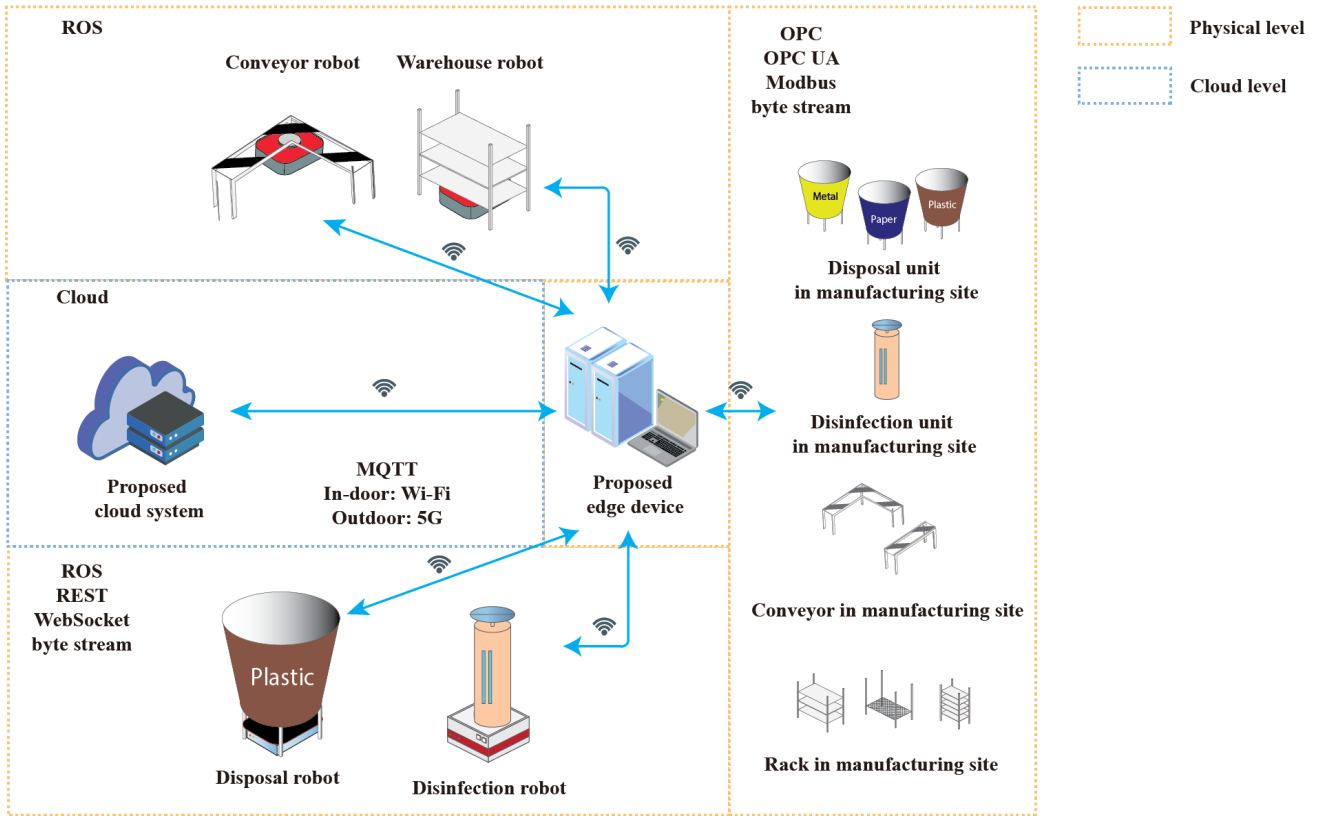 ROS
Conveyor robot
Warehouse robot
OPC
OPC UA
Modbus
byte stream
Physical level
Cloud level
Metal
Paper
Plastic
Disposal unit
in manufacturing site
Cloud
Proposed
cloud system
MQTT
In-door: Wi-Fi
Outdoor: 5G
Proposed
edge device
Disinfection unit
in manufacturing site
Conveyor in manufacturing site
ROS
REST
WebSocket
byte stream
Plastic
Disposal robot
Disinfection robot
Rack in manufacturing site